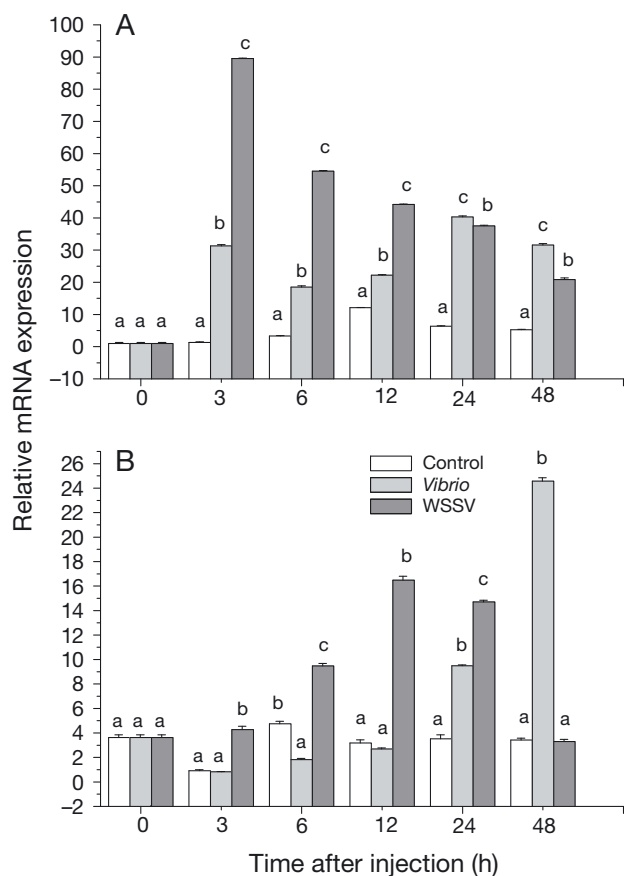 A
100
90
80
70
60
50
40
30
20
10
0
–10
a a a
a b c
a b c
a b c
a c b
a c b
0 3 6 12 24 48
Relative mRNA expression
B
Control
Vibrio
WSSV
26
24
22
20
18
16
14
12
10
8
6
4
2
0
–2
a a a
a a b
b a c
a a b
a b c
a b a
0 3 6 12 24 48
Time after injection (h)